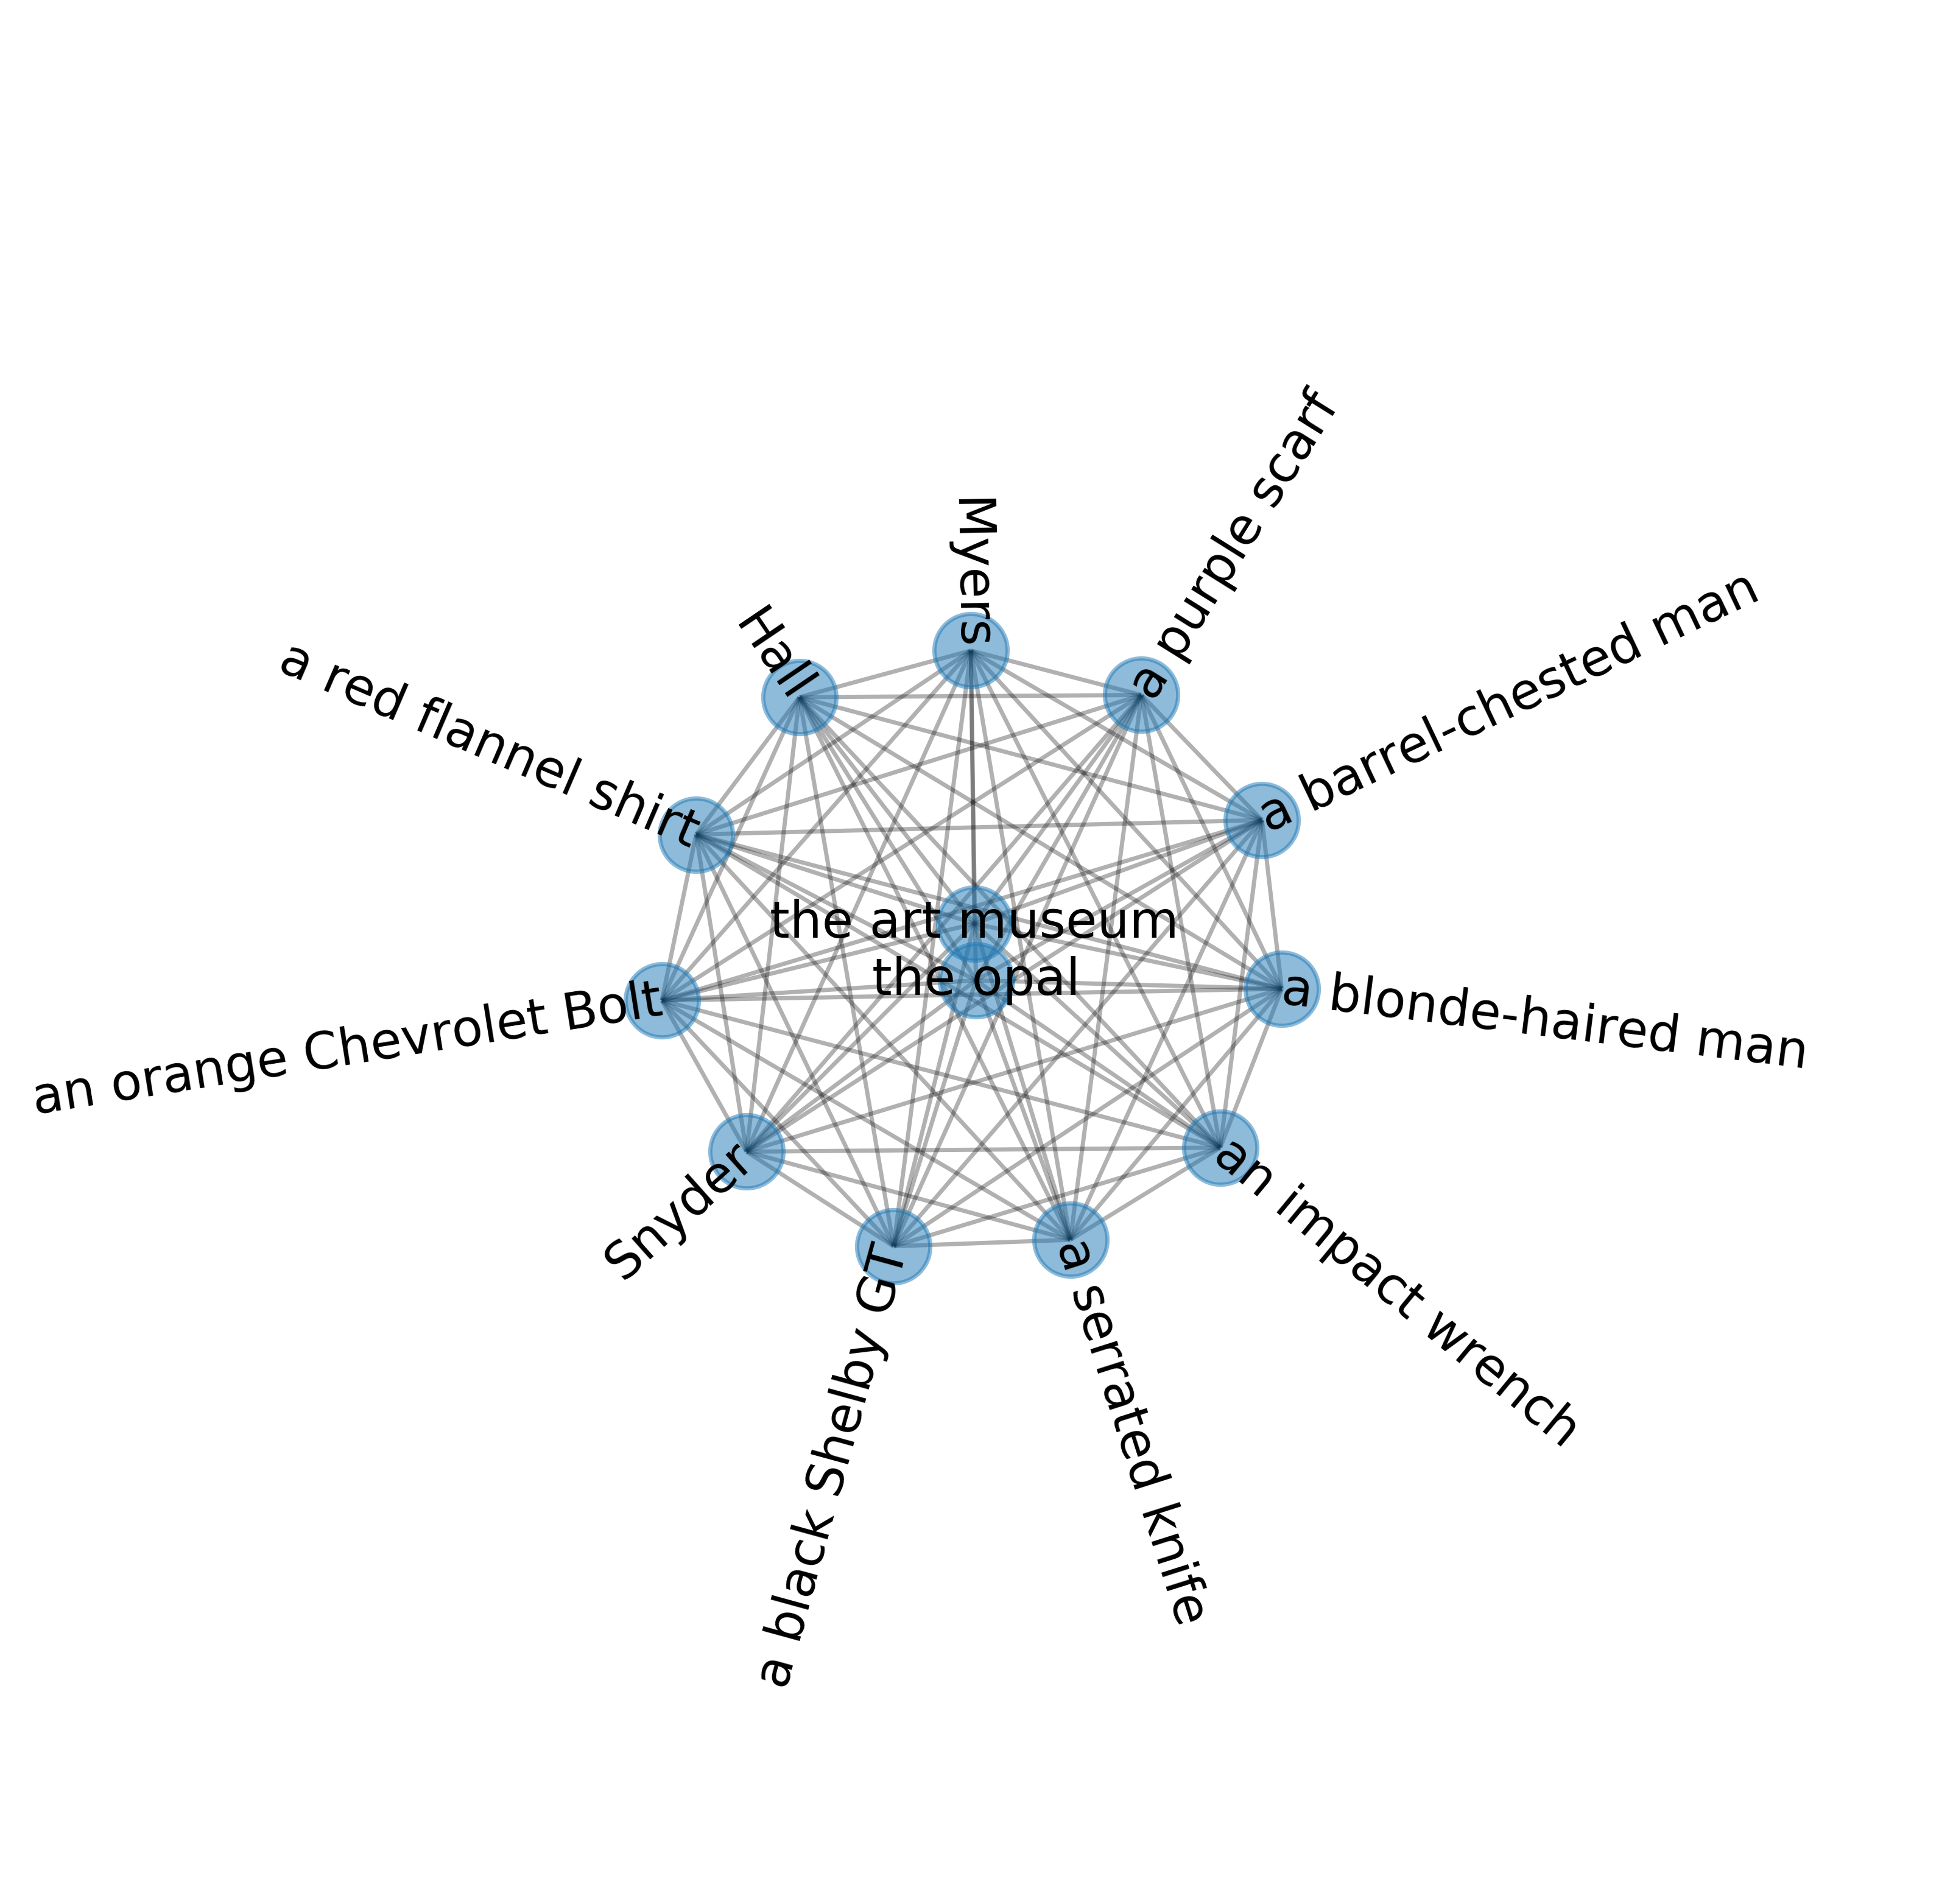 a purple scarf
Myers
a barrel-chested man
Hall
a red flannel shirt
the art museum
the opal
a blonde-haired man
an orange Chevrolet Bolt
an impact wrench
Snyder
a black Shelby GT
a serrated knife